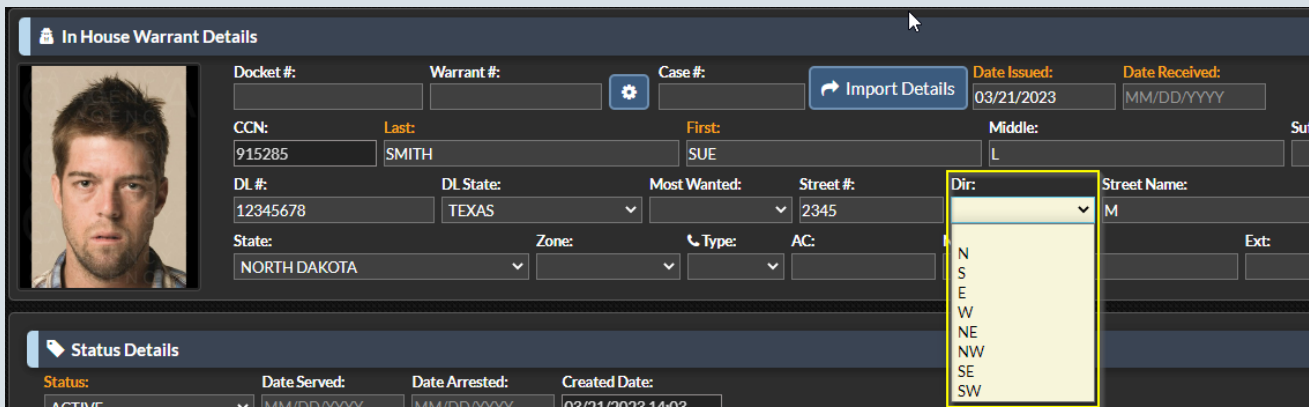 In House Warrant Details
Docket #: Warrant #: Case #: Import Details Date Issued: Date Received:
03/21/2023 MM/DD/YYYY
CCN: Last: First: Middle:
915285 SMITH SUE L
DL #: DL State: Most Wanted: Street #: Dir: Street Name:
12345678 TEXAS 2345 M
State: Zone: Type: AC: Ext:
NORTH DAKOTA
N
S
E
W
NE
NW
SE
SW
Status Details
Status: Date Served: Date Arrested: Created Date:
ACTIVE MM/DD/YYYY MM/DD/YYYY 03/21/2023 14:03